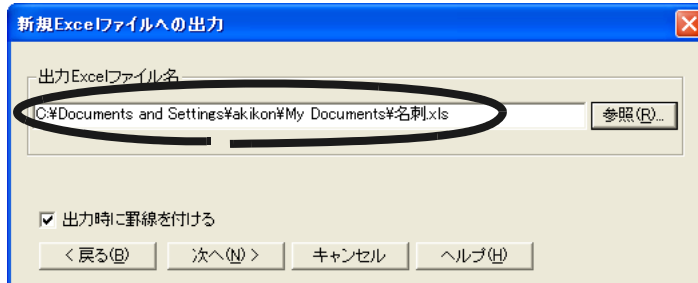 新規Excelファイルへの出力
出力Excelファイル名
C:¥Documents and Settings¥akikon¥My Documents¥名刺.xls
参照(R)...
出力時に罫線を付ける
< 戻る(B)
次へ(N) >
キャンセル
ヘルプ(H)